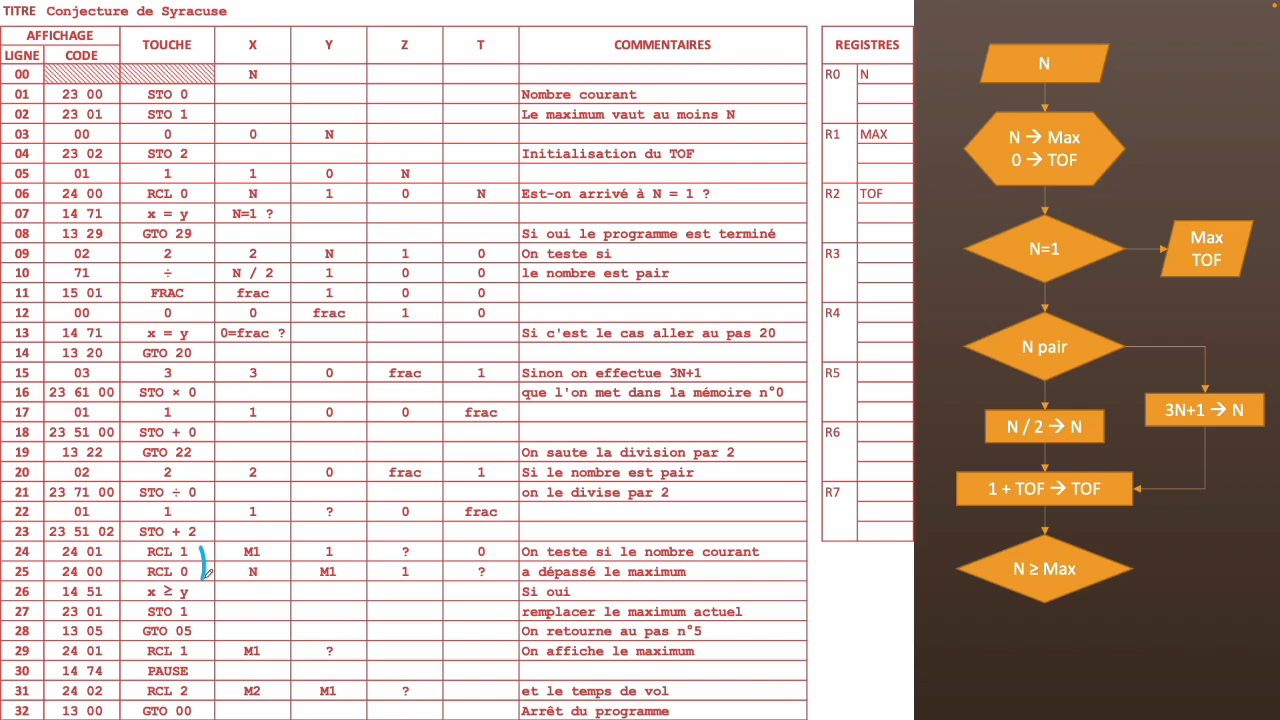 TITRE Conjecture de Syracuse
AFFICHAGE TOUCHE X Y Z T COMMENTAIRES
LIGNE CODE
00 N
01 23 00 STO 0 Nombre courant
02 23 01 STO 1 Le maximum vaut au moins N
03 00 0 0 N
04 23 02 STO 2 Initialisation du TOF
05 01 1 1 0 N
06 24 00 RCL 0 N 1 0 N Est-on arrivé à N = 1 ?
07 14 71 x = y N=1 ?
08 13 29 GTO 29 Si oui le programme est terminé
09 02 2 2 N 1 0 On teste si
10 71 ÷ N / 2 1 0 0 le nombre est pair
11 15 01 FRAC frac 1 0 0
12 00 0 0 frac 1 0
13 14 71 x = y 0=frac ? Si c'est le cas aller au pas 20
14 13 20 GTO 20
15 03 3 3 0 frac 1 Sinon on effectue 3N+1
16 23 61 00 STO × 0 que l'on met dans la mémoire n°0
17 01 1 1 0 0 frac
18 23 51 00 STO + 0
19 13 22 GTO 22 On saute la division par 2
20 02 2 2 0 frac 1 Si le nombre est pair
21 23 71 00 STO ÷ 0 on le divise par 2
22 01 1 1 ? 0 frac
23 23 51 02 STO + 2
24 24 01 RCL 1 M1 1 ? 0 On teste si le nombre courant
25 24 00 RCL 0 N M1 1 ? a dépassé le maximum
26 14 51 x ≥ y Si oui
27 23 01 STO 1 remplacer le maximum actuel
28 13 05 GTO 05 On retourne au pas n°5
29 24 01 RCL 1 M1 ? On affiche le maximum
30 14 74 PAUSE
31 24 02 RCL 2 M2 M1 ? et le temps de vol
32 13 00 GTO 00 Arrêt du programme
REGISTRES
R0 N
R1 MAX
R2 TOF
R3
R4
R5
R6
R7
N
N → Max
0 → TOF
N=1
Max
TOF
N pair
3N+1 → N
N / 2 → N
1 + TOF → TOF
N ≥ Max